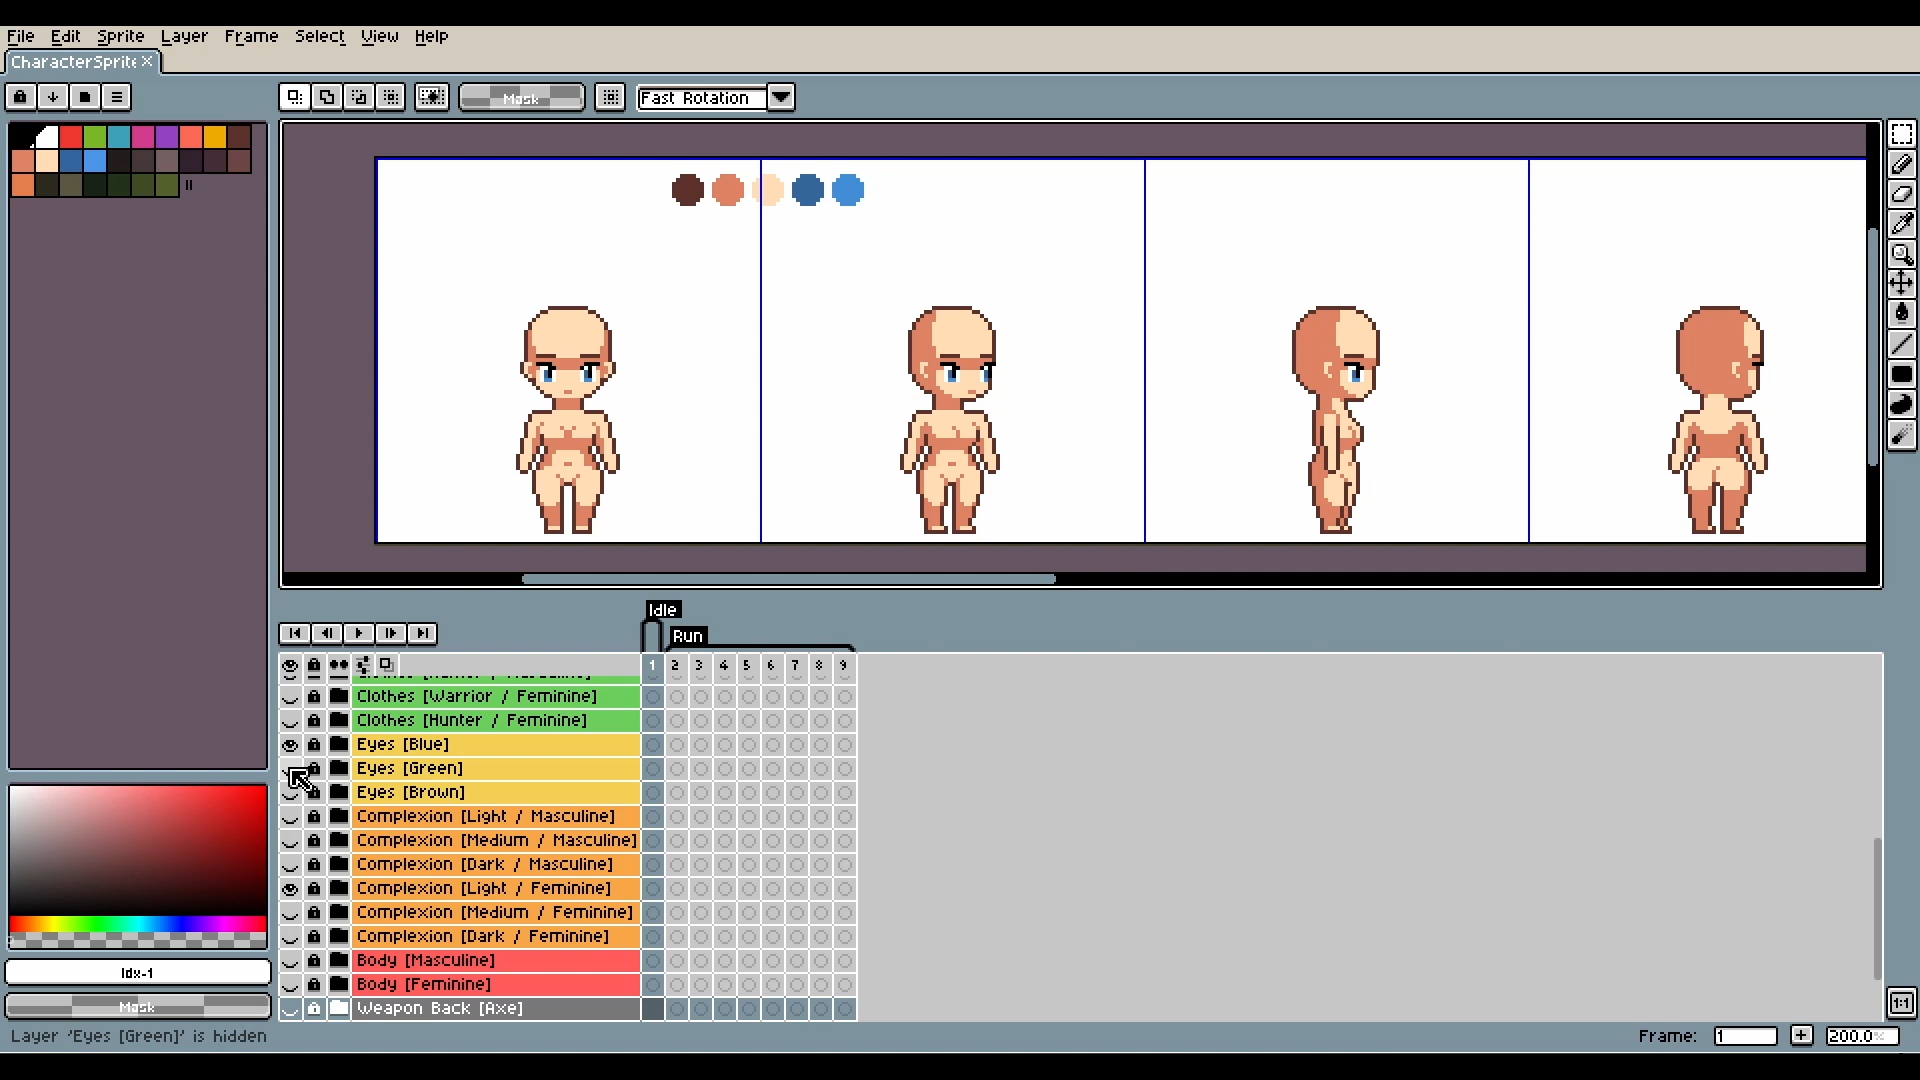 File Edit Sprite Layer Frame Select View Help
CharacterSprite
Mask
Fast Rotation
Idle
Run
1 2 3 4 5 6 7 8 9
Clothes [Warrior / Feminine]
Clothes [Hunter / Feminine]
Eyes [Blue]
Eyes [Green]
Eyes [Brown]
Complexion [Light / Masculine]
Complexion [Medium / Masculine]
Complexion [Dark / Masculine]
Complexion [Light / Feminine]
Complexion [Medium / Feminine]
Complexion [Dark / Feminine]
Body [Masculine]
Body [Feminine]
Weapon Back [Axe]
Idx-1
Mask
1:1
Layer 'Eyes [Green]' is hidden
Frame: 1 + 200.0%